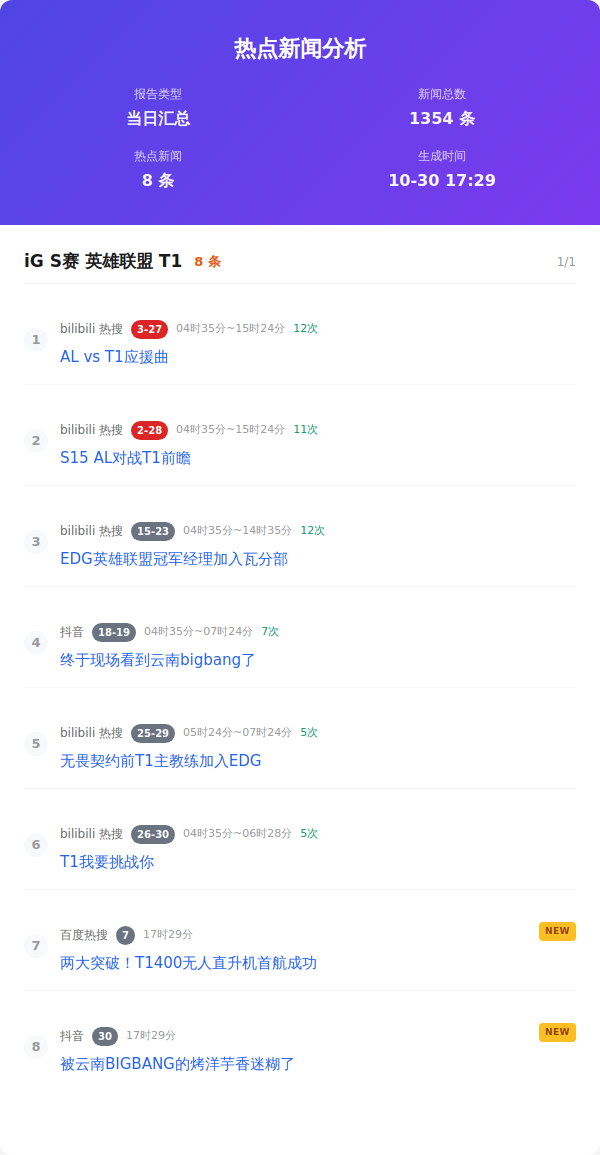 热点新闻分析
报告类型 新闻总数
当日汇总 1354 条
热点新闻 生成时间
8 条 10-30 17:29
iG S赛 英雄联盟 T1 8 条 1/1
1 bilibili 热搜 3-27 04时35分~15时24分 12次
AL vs T1应援曲
2 bilibili 热搜 2-28 04时35分~15时24分 11次
S15 AL对战T1前瞻
3 bilibili 热搜 15-23 04时35分~14时35分 12次
EDG英雄联盟冠军经理加入瓦分部
4 抖音 18-19 04时35分~07时24分 7次
终于现场看到云南bigbang了
5 bilibili 热搜 25-29 05时24分~07时24分 5次
无畏契约前T1主教练加入EDG
6 bilibili 热搜 26-30 04时35分~06时28分 5次
T1我要挑战你
7 百度热搜 7 17时29分 NEW
两大突破！T1400无人直升机首航成功
8 抖音 30 17时29分 NEW
被云南BIGBANG的烤洋芋香迷糊了